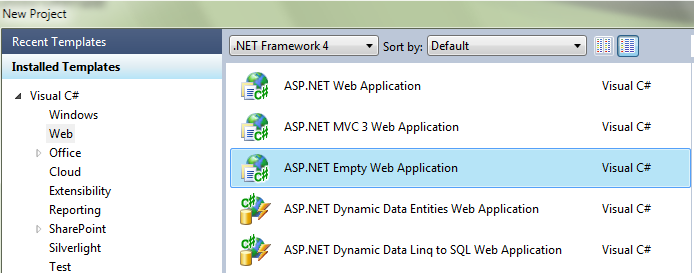 New Project
Recent Templates
.NET Framework 4 Sort by: Default
Installed Templates
Visual C#
Windows
Web
Office
Cloud
Extensibility
Reporting
SharePoint
Silverlight
Test
ASP.NET Web Application Visual C#
ASP.NET MVC 3 Web Application Visual C#
ASP.NET Empty Web Application Visual C#
ASP.NET Dynamic Data Entities Web Application Visual C#
ASP.NET Dynamic Data Linq to SQL Web Application Visual C#